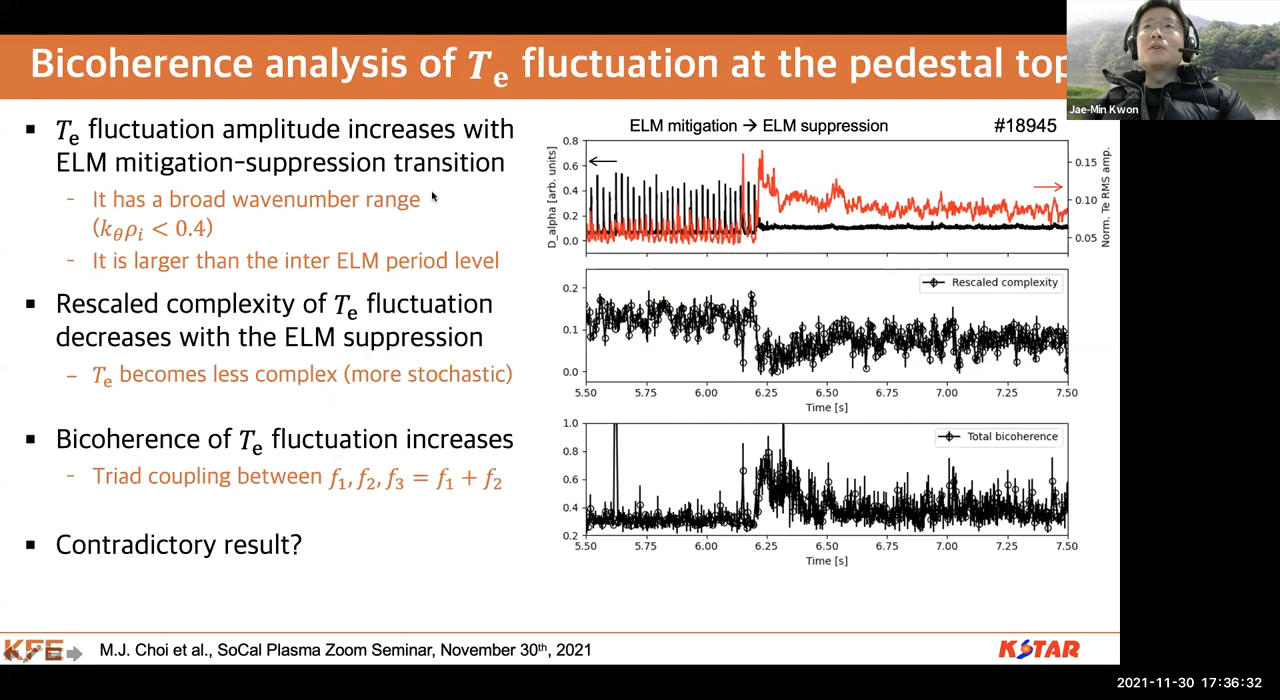 Bicoherence analysis of Te fluctuation at the pedestal top
Jae-Min Kwon
▪ Te fluctuation amplitude increases with
ELM mitigation-suppression transition
- It has a broad wavenumber range
(kθρi < 0.4)
- It is larger than the inter ELM period level
▪ Rescaled complexity of Te fluctuation
decreases with the ELM suppression
– Te becomes less complex (more stochastic)
▪ Bicoherence of Te fluctuation increases
- Triad coupling between f1, f2, f3 = f1 + f2
▪ Contradictory result?
ELM mitigation → ELM suppression
#18945
D_alpha [arb. units]
0.8
0.6
0.4
0.2
0.0
0.15
0.10
0.05
Norm. Te RMS amp.
Rescaled complexity
0.2
0.1
0.0
5.50 5.75 6.00 6.25 6.50 6.75 7.00 7.25 7.50
Time [s]
Total bicoherence
1.0
0.8
0.6
0.4
0.2
5.50 5.75 6.00 6.25 6.50 6.75 7.00 7.25 7.50
Time [s]
KFE
M.J. Choi et al., SoCal Plasma Zoom Seminar, November 30th, 2021
KSTAR
2021-11-30 17:36:32